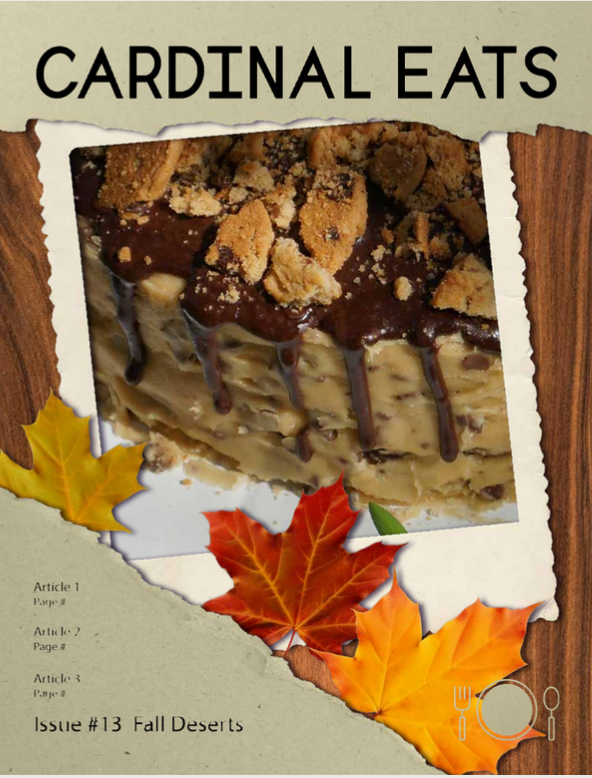 CARDINAL EATS
Article 1
Page #
Article 2
Page #
Article 3
Page #
Issue #13 Fall Deserts